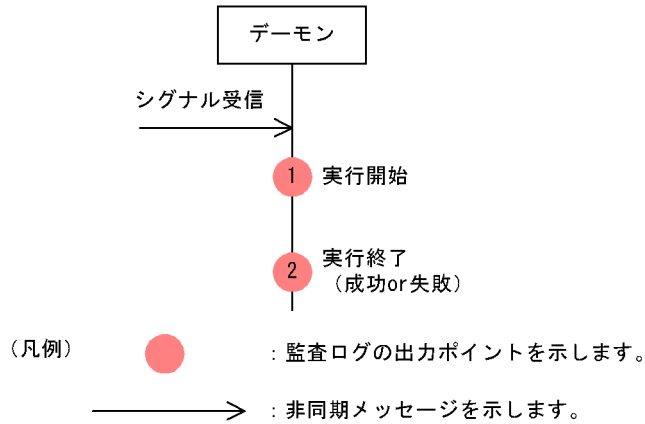 デーモン
シグナル受信
1 実行開始
2 実行終了
（成功or失敗）
（凡例）
：監査ログの出力ポイントを示します。
：非同期メッセージを示します。